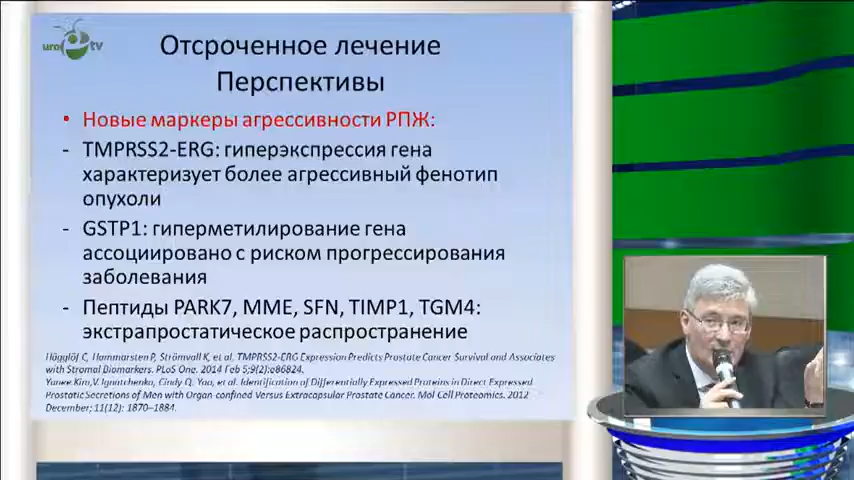 uro tv
Отсроченное лечение
Перспективы
• Новые маркеры агрессивности РПЖ:
- TMPRSS2-ERG: гиперэкспрессия гена
характеризует более агрессивный фенотип
опухоли
- GSTP1: гиперметилирование гена
ассоциировано с риском прогрессирования
заболевания
- Пептиды PARK7, MME, SFN, TIMP1, TGM4:
экстрапростатическое распространение
Hägglöf C, Hammarsten P, Strömvall K, et al. TMPRSS2-ERG Expression Predicts Prostate Cancer Survival and Associates
with Stromal Biomarkers. PLoS One. 2014 Feb 5;9(2):e86824.
Yunee Kim, V. Ignatchenko, Cindy Q. Yao, et al. Identification of Differentially Expressed Proteins in Direct Expressed
Prostatic Secretions of Men with Organ-confined Versus Extracapsular Prostate Cancer. Mol Cell Proteomics. 2012
December; 11(12): 1870–1884.